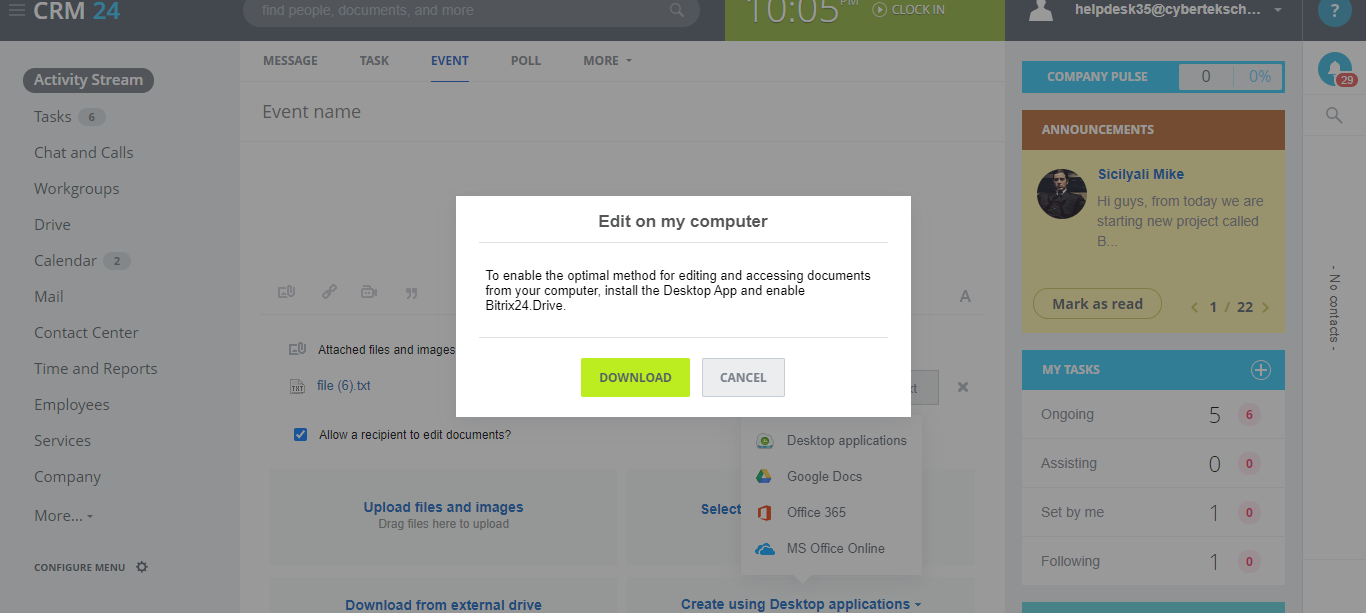 CRM 24
find people, documents, and more
10:05 PM
CLOCK IN
helpdesk35@cyberteksch...
?
Activity Stream
Tasks 6
Chat and Calls
Workgroups
Drive
Calendar 2
Mail
Contact Center
Time and Reports
Employees
Services
Company
More...
CONFIGURE MENU
MESSAGE TASK EVENT POLL MORE
Event name
A
Attached files and images
TXT
file (6).txt
Allow a recipient to edit documents?
Upload files and images
Drag files here to upload
Select
Download from external drive
Create using Desktop applications
Edit on my computer
To enable the optimal method for editing and accessing documents
from your computer, install the Desktop App and enable
Bitrix24.Drive.
DOWNLOAD CANCEL
Desktop applications
Google Docs
Office 365
MS Office Online
COMPANY PULSE 0 0%
ANNOUNCEMENTS
Sicilyali Mike
Hi guys, from today we are
starting new project called
B...
Mark as read
1 / 22
MY TASKS
Ongoing 5 6
Assisting 0 0
Set by me 1 0
Following 1 0
29
- No contacts -